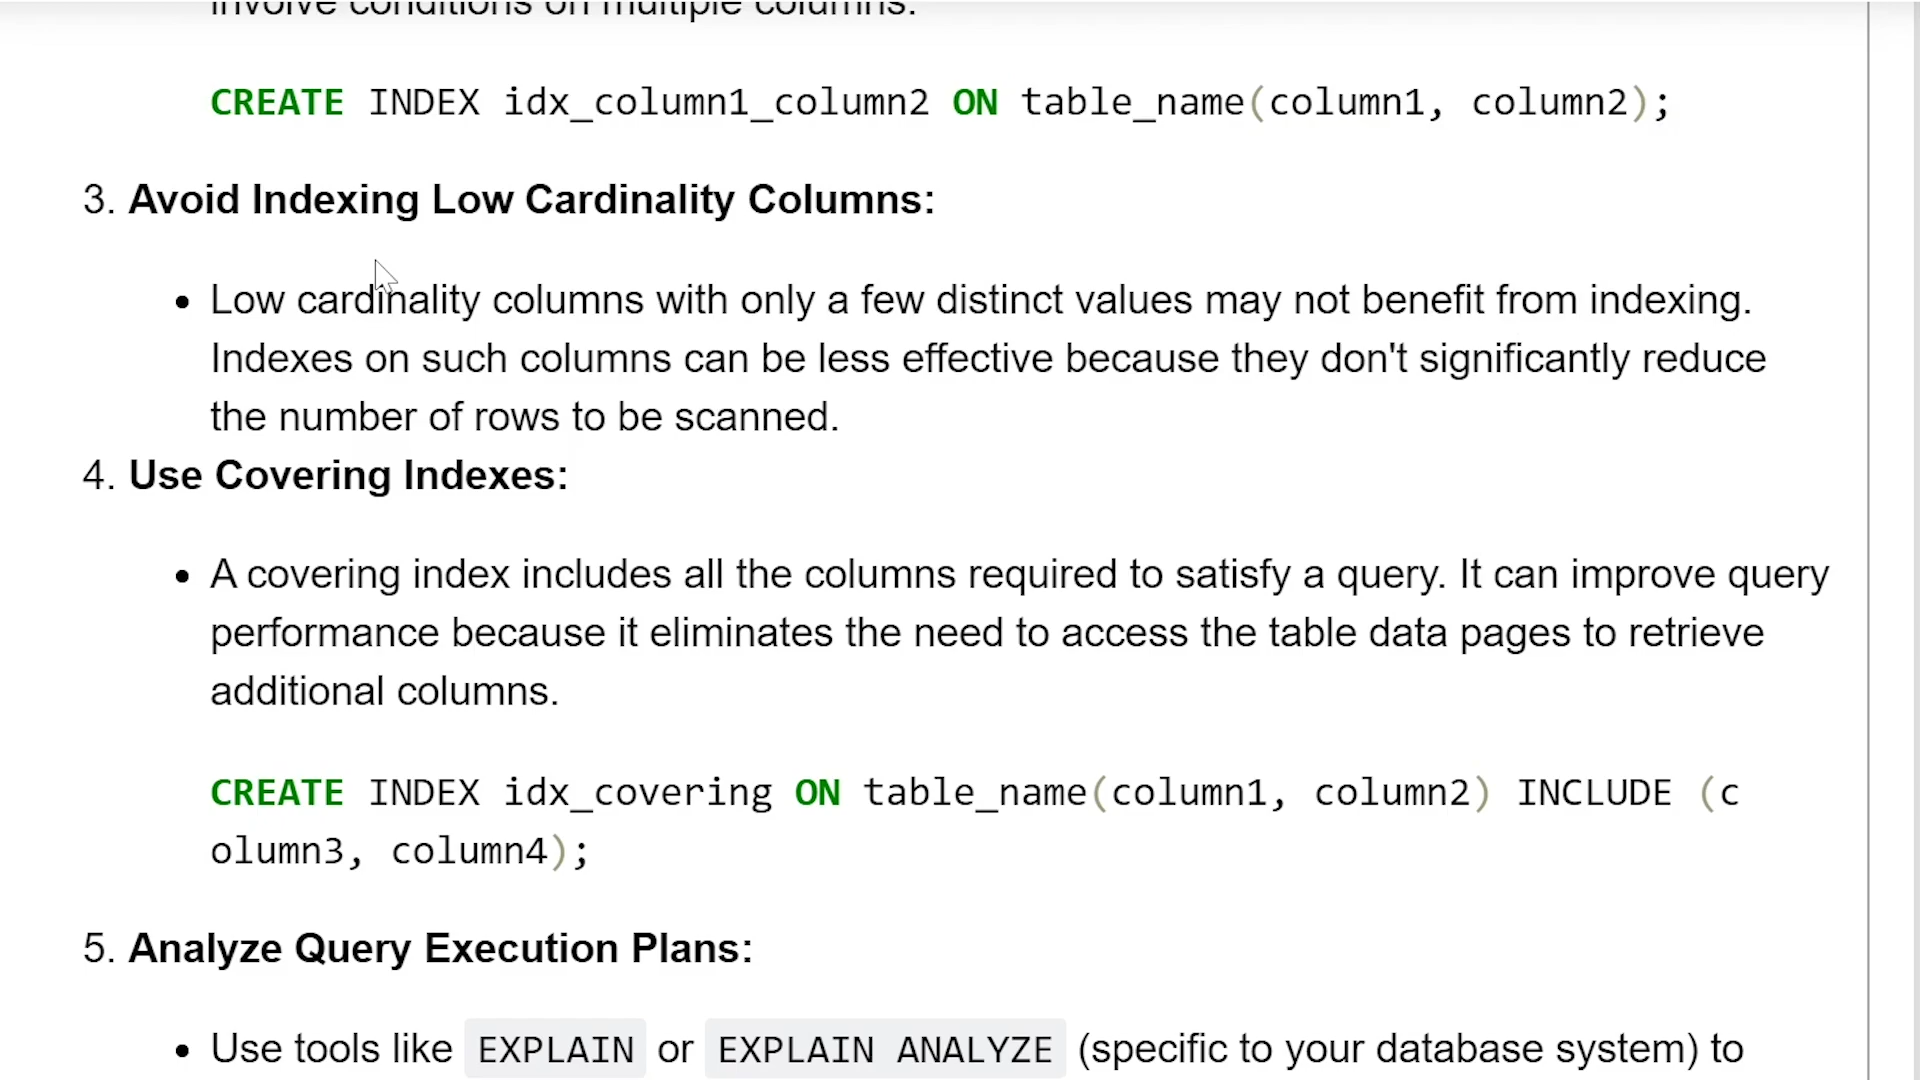 involve conditions on multiple columns.
CREATE INDEX idx_column1_column2 ON table_name(column1, column2);
3. Avoid Indexing Low Cardinality Columns:
• Low cardinality columns with only a few distinct values may not benefit from indexing.
Indexes on such columns can be less effective because they don't significantly reduce
the number of rows to be scanned.
4. Use Covering Indexes:
• A covering index includes all the columns required to satisfy a query. It can improve query
performance because it eliminates the need to access the table data pages to retrieve
additional columns.
CREATE INDEX idx_covering ON table_name(column1, column2) INCLUDE (c
olumn3, column4);
5. Analyze Query Execution Plans:
• Use tools like EXPLAIN or EXPLAIN ANALYZE (specific to your database system) to